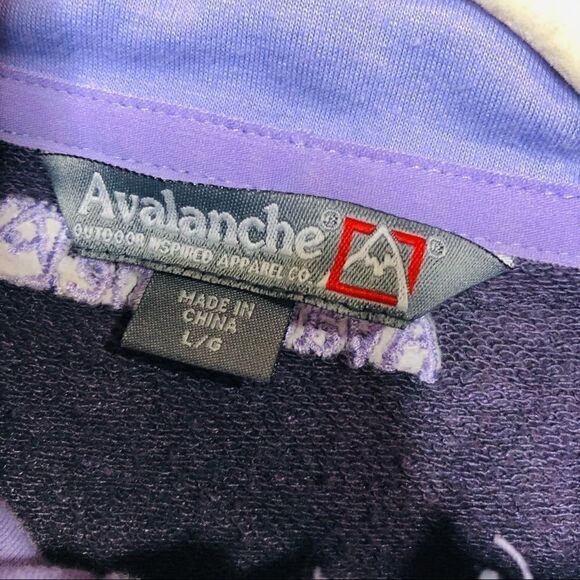 Avalanche®
OUTDOOR INSPIRED APPAREL CO.
®
MADE IN
CHINA
L/G